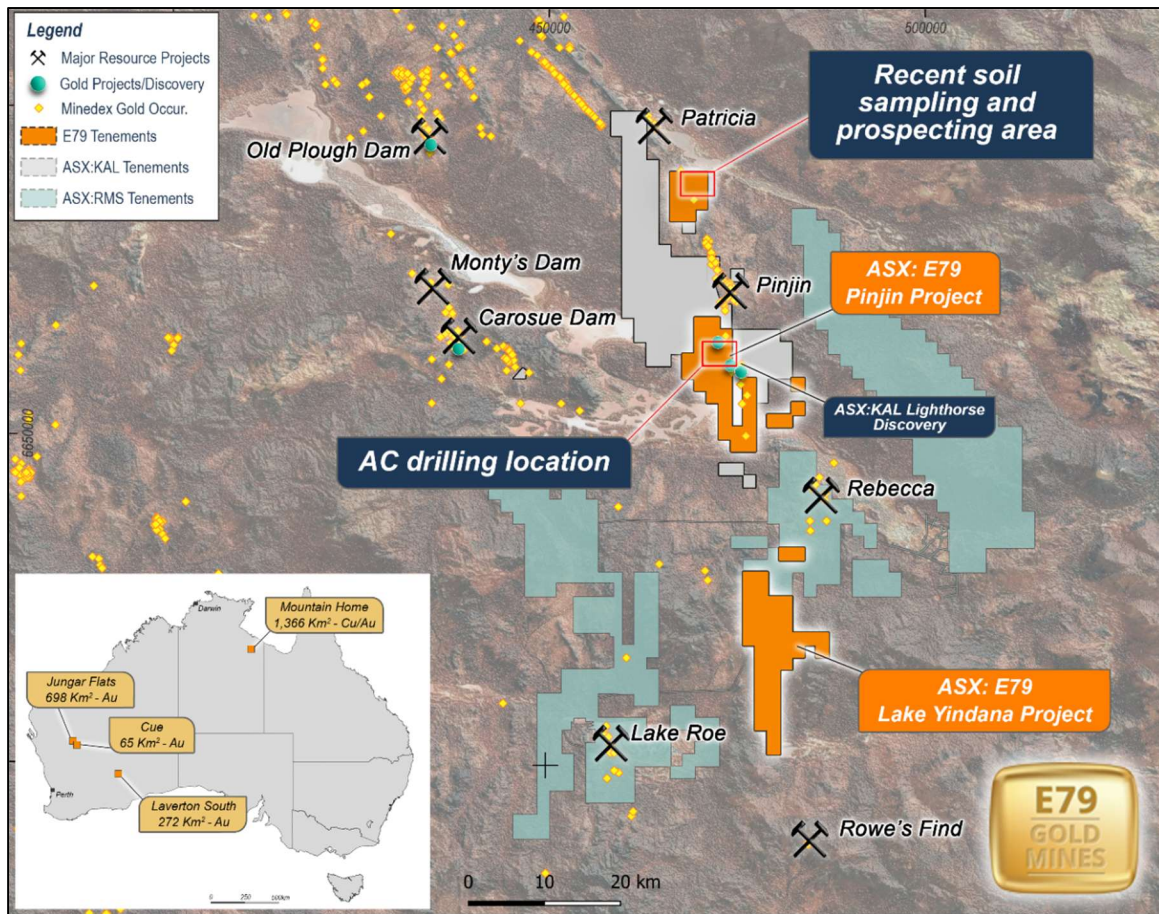 Legend
Major Resource Projects
Gold Projects/Discovery
Minedex Gold Occur.
E79 Tenements
ASX:KAL Tenements
ASX:RMS Tenements
450000
500000
Recent soil
sampling and
prospecting area
Patricia
Old Plough Dam
Monty's Dam
Pinjin
ASX: E79
Pinjin Project
Carosue Dam
ASX:KAL Lighthorse
Discovery
6650000
AC drilling location
Rebecca
ASX: E79
Lake Yindana Project
Lake Roe
Rowe's Find
E79
GOLD
MINES
0 10 20 km
Darwin
Mountain Home
1,366 Km² - Cu/Au
Jungar Flats
698 Km² - Au
Cue
65 Km² - Au
Perth
Laverton South
272 Km² - Au
0 250 500km